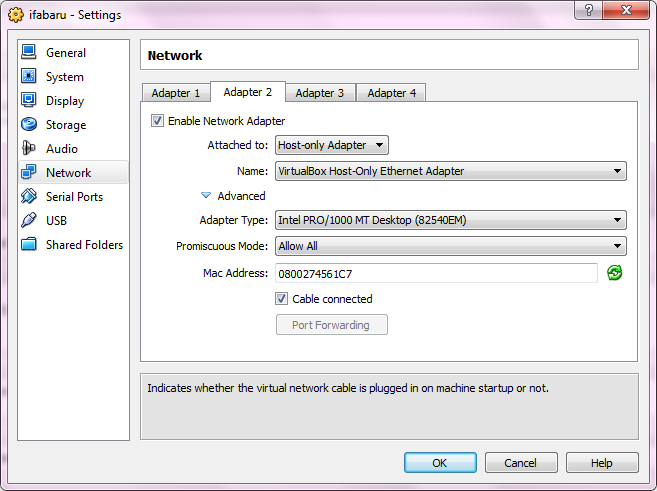 ifabaru - Settings
General
System
Display
Storage
Audio
Network
Serial Ports
USB
Shared Folders
Network
Adapter 1 Adapter 2 Adapter 3 Adapter 4
Enable Network Adapter
Attached to: Host-only Adapter
Name: VirtualBox Host-Only Ethernet Adapter
Advanced
Adapter Type: Intel PRO/1000 MT Desktop (82540EM)
Promiscuous Mode: Allow All
Mac Address: 0800274561C7
Cable connected
Port Forwarding
Indicates whether the virtual network cable is plugged in on machine startup or not.
OK Cancel Help